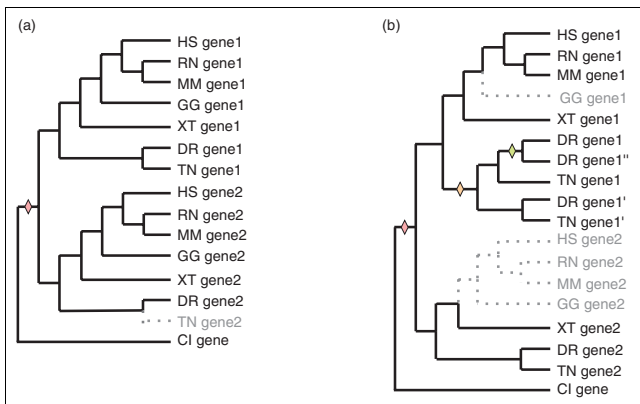 (a)
HS gene1
RN gene1
MM gene1
GG gene1
XT gene1
DR gene1
TN gene1
HS gene2
RN gene2
MM gene2
GG gene2
XT gene2
DR gene2
TN gene2
CI gene
(b)
HS gene1
RN gene1
MM gene1
GG gene1
XT gene1
DR gene1
DR gene1"
TN gene1
DR gene1'
TN gene1'
HS gene2
RN gene2
MM gene2
GG gene2
XT gene2
DR gene2
TN gene2
CI gene